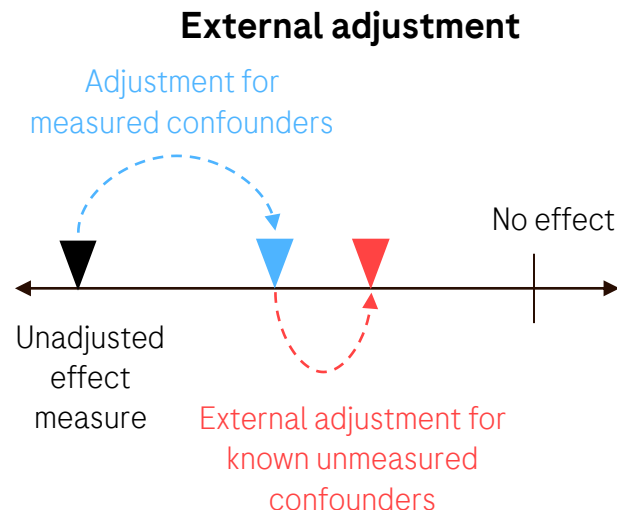 External adjustment
Adjustment for
measured confounders
No effect
Unadjusted
effect
measure
External adjustment for
known unmeasured
confounders